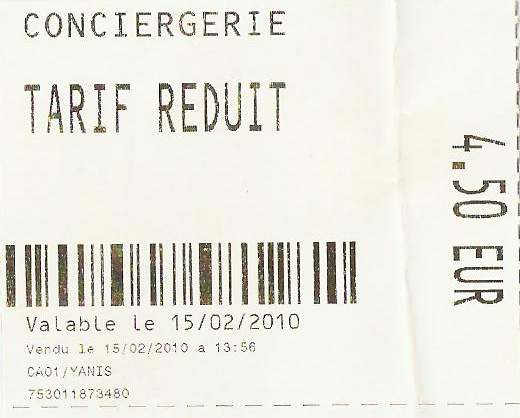 CONCIERGERIE
TARIF REDUIT
4.50 EUR
Valable le 15/02/2010
Vendu le 15/02/2010 a 13:56
CA01/YANIS
753011873480